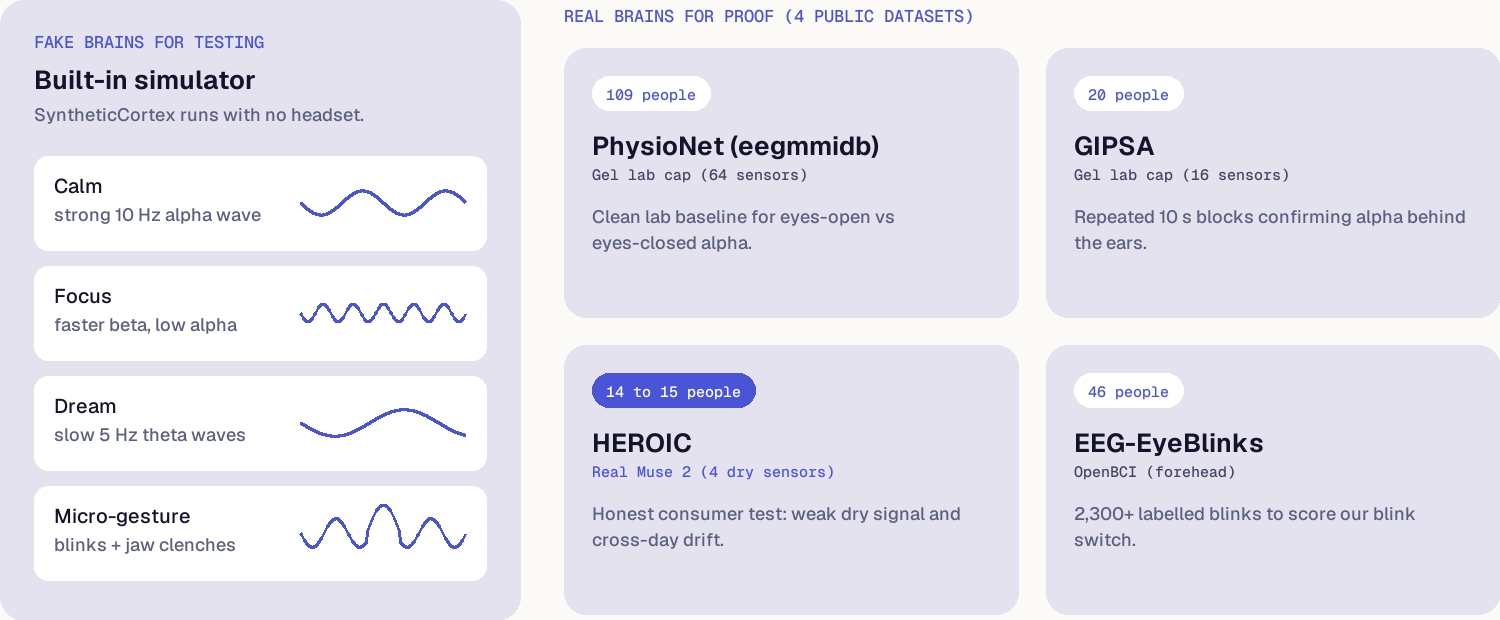 FAKE BRAINS FOR TESTING
Built-in simulator
SyntheticCortex runs with no headset.
Calm
strong 10 Hz alpha wave
Focus
faster beta, low alpha
Dream
slow 5 Hz theta waves
Micro-gesture
blinks + jaw clenches
REAL BRAINS FOR PROOF (4 PUBLIC DATASETS)
109 people
PhysioNet (eegmmidb)
Gel lab cap (64 sensors)
Clean lab baseline for eyes-open vs
eyes-closed alpha.
20 people
GIPSA
Gel lab cap (16 sensors)
Repeated 10 s blocks confirming alpha behind
the ears.
14 to 15 people
HEROIC
Real Muse 2 (4 dry sensors)
Honest consumer test: weak dry signal and
cross-day drift.
46 people
EEG-EyeBlinks
OpenBCI (forehead)
2,300+ labelled blinks to score our blink
switch.